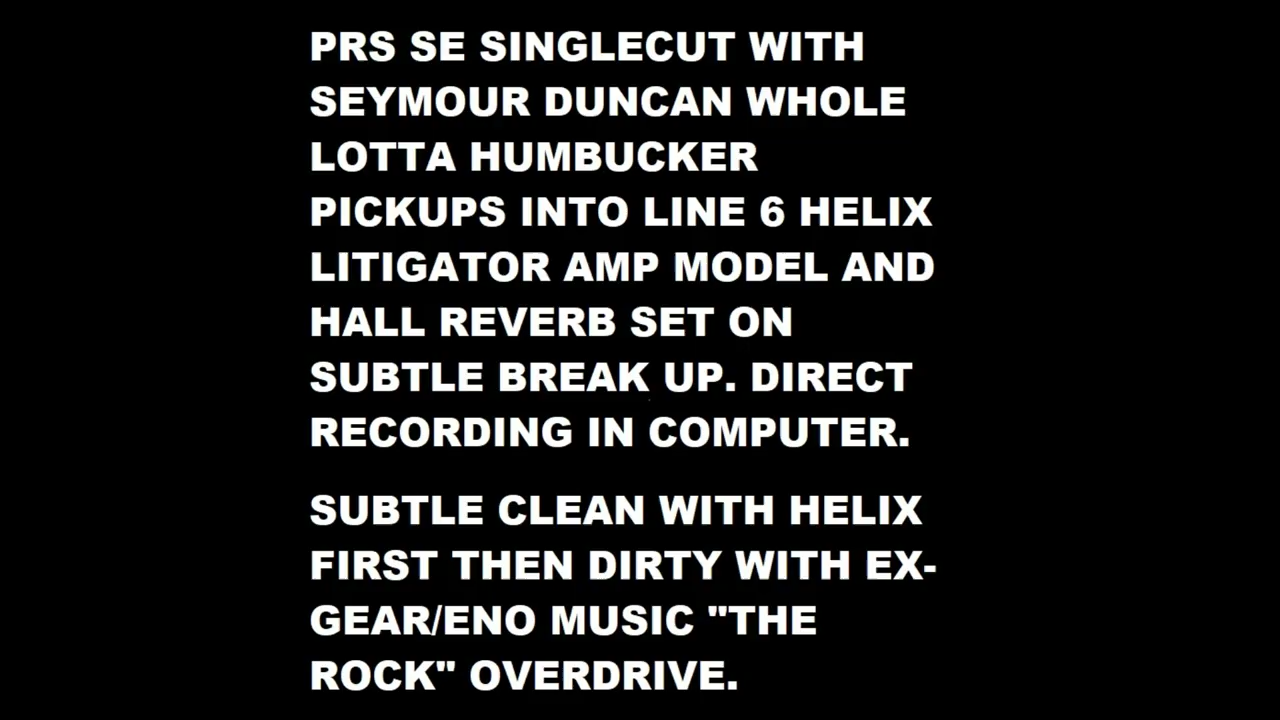 PRS SE SINGLECUT WITH
SEYMOUR DUNCAN WHOLE
LOTTA HUMBUCKER
PICKUPS INTO LINE 6 HELIX
LITIGATOR AMP MODEL AND
HALL REVERB SET ON
SUBTLE BREAK UP. DIRECT
RECORDING IN COMPUTER.
SUBTLE CLEAN WITH HELIX
FIRST THEN DIRTY WITH EX-
GEAR/ENO MUSIC "THE
ROCK" OVERDRIVE.